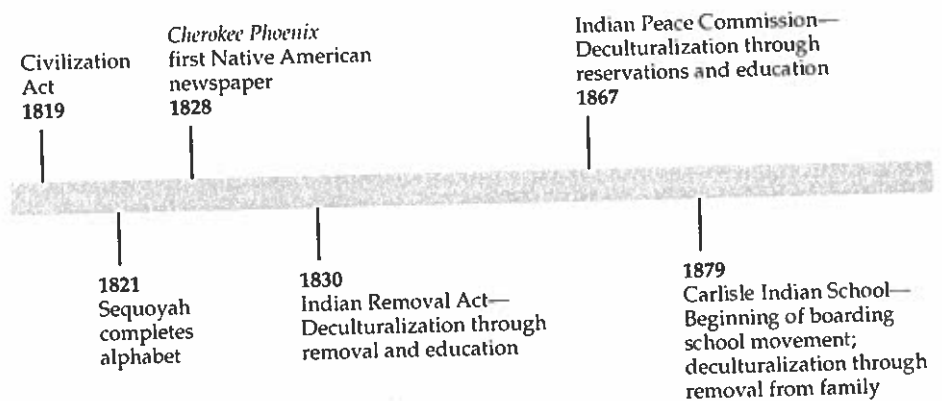 Civilization
Act
1819
Cherokee Phoenix
first Native American
newspaper
1828
Indian Peace Commission—
Deculturalization through
reservations and education
1867
1821
Sequoyah
completes
alphabet
1830
Indian Removal Act—
Deculturalization through
removal and education
1879
Carlisle Indian School—
Beginning of boarding
school movement;
deculturalization through
removal from family